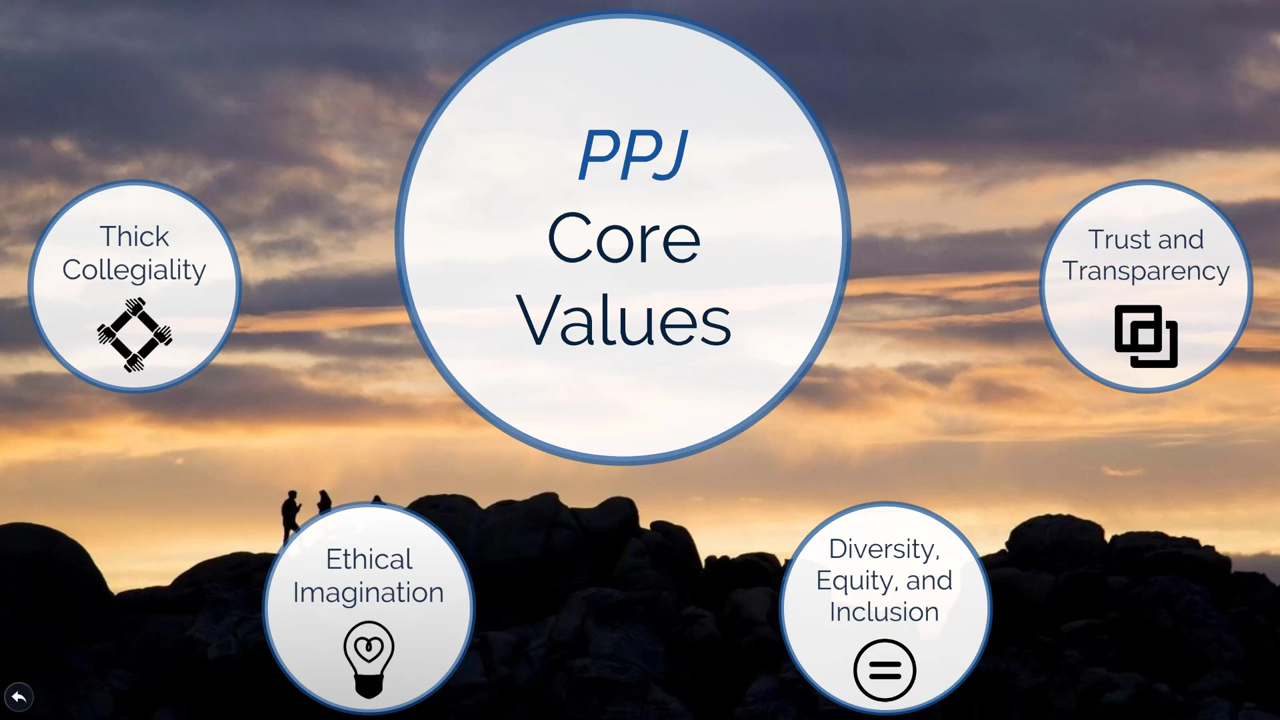 PPJ
Core
Values
Thick
Collegiality
Trust and
Transparency
Ethical
Imagination
Diversity,
Equity, and
Inclusion